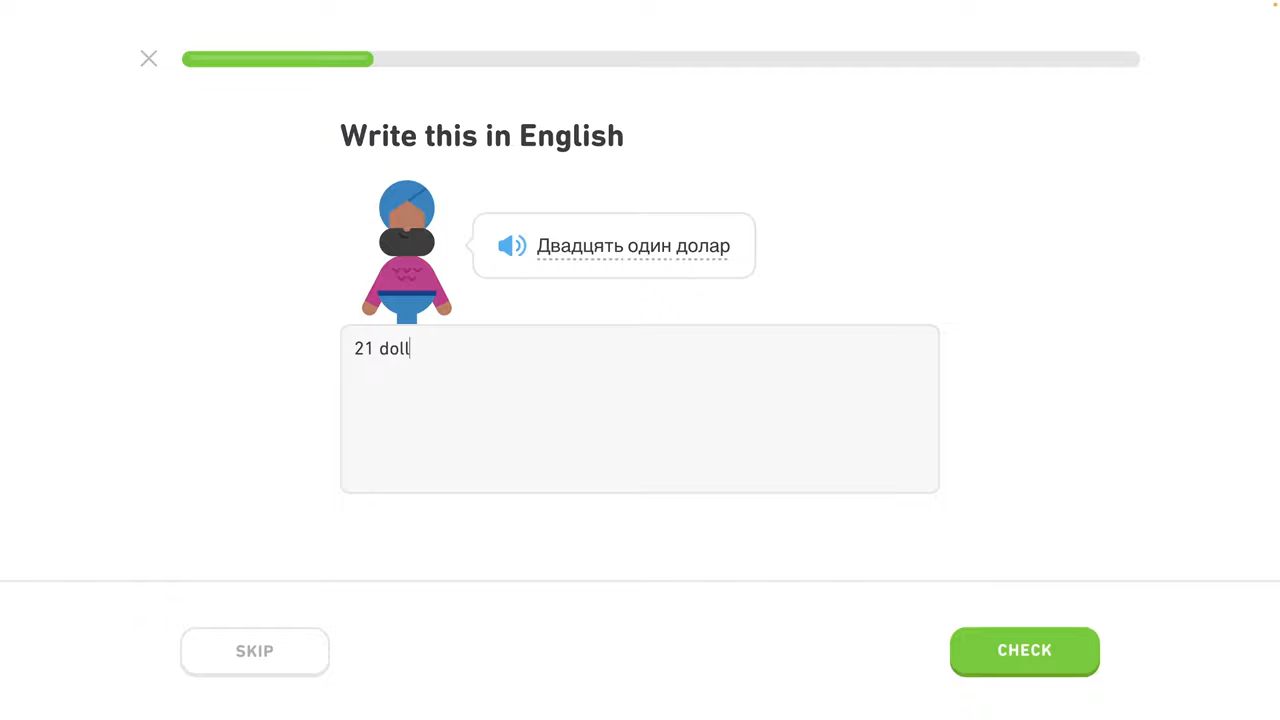 Write this in English
Двадцять один долар
21 doll
SKIP
CHECK